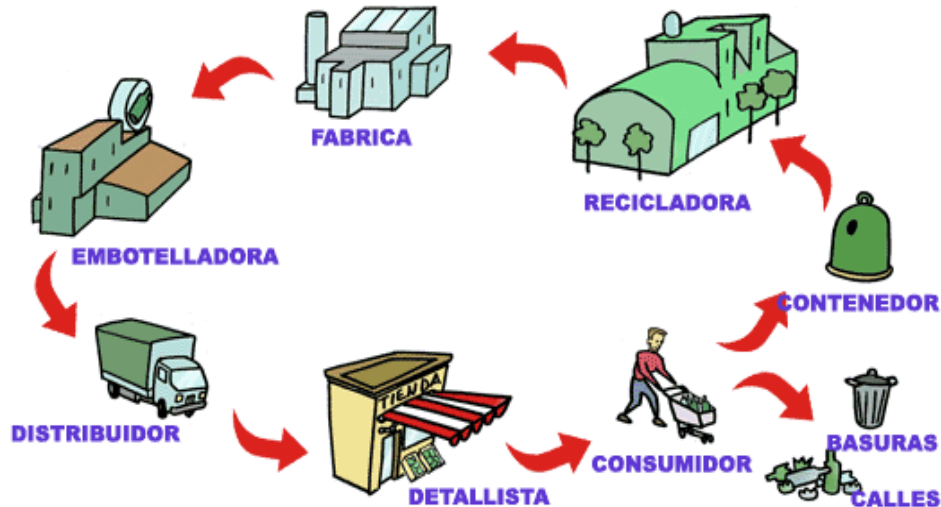 FABRICA
RECICLADORA
EMBOTELLADORA
CONTENEDOR
TIENDA
DISTRIBUIDOR
BASURAS
CONSUMIDOR
DETALLISTA
CALLES